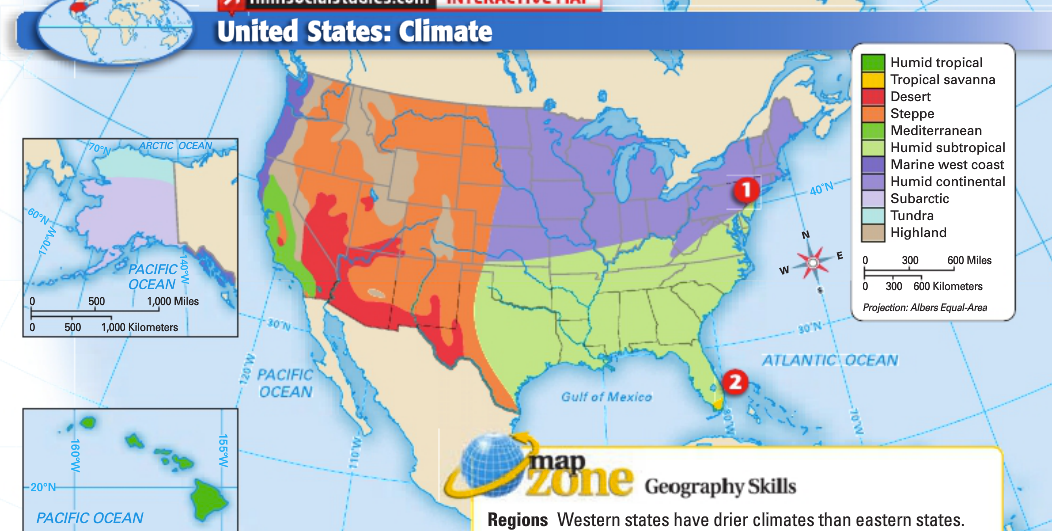 hmhsocialstudies.com INTERACTIVE MAP
United States: Climate
Humid tropical
Tropical savanna
Desert
Steppe
Mediterranean
Humid subtropical
Marine west coast
Humid continental
Subarctic
Tundra
Highland
0 300 600 Miles
0 300 600 Kilometers
Projection: Albers Equal-Area
70°N
ARCTIC OCEAN
60°N
170°W
140°W
PACIFIC
OCEAN
0 500 1,000 Miles
0 500 1,000 Kilometers
1
40°N
N
W E
S
30°N
30°N
120°W
PACIFIC
OCEAN
ATLANTIC OCEAN
2
Gulf of Mexico
80°W
70°W
110°W
160°W
155°W
20°N
PACIFIC OCEAN
map
zone Geography Skills
Regions Western states have drier climates than eastern states.